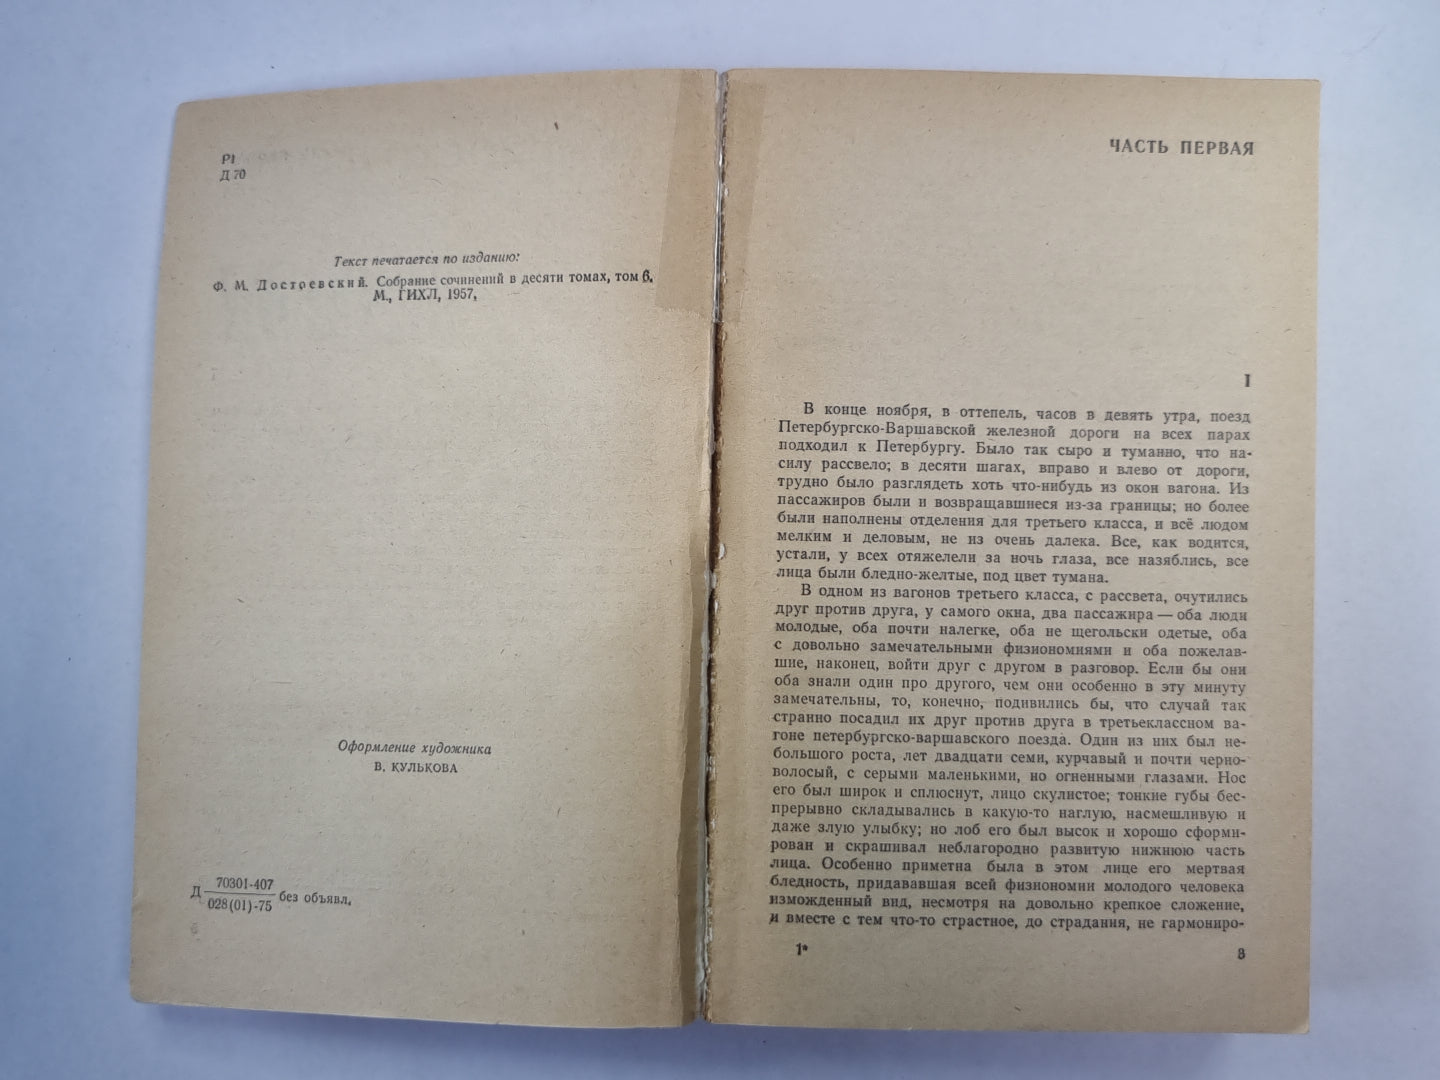 Р1
Д 70
Текст печатается по изданию:
Ф. М. Достоевский. Собрание сочинений в десяти томах, том 6.
М., ГИХЛ, 1957,
Оформление художника
В. КУЛЬКОВА
Д 70301-407
028(01)-75 без объявл.
ЧАСТЬ ПЕРВАЯ
I
В конце ноября, в оттепель, часов в девять утра, поезд
Петербургско-Варшавской железной дороги на всех парах
подходил к Петербургу. Было так сыро и туманно, что на-
силу рассвело; в десяти шагах, вправо и влево от дороги,
трудно было разглядеть хоть что-нибудь из окон вагона. Из
пассажиров были и возвращавшиеся из-за границы; но более
были наполнены отделения для третьего класса, и всё людом
мелким и деловым, не из очень далека. Все, как водится,
устали, у всех отяжелели за ночь глаза, все назяблись, все
лица были бледно-желтые, под цвет тумана.
В одном из вагонов третьего класса, с рассвета, очутились
друг против друга, у самого окна, два пассажира — оба люди
молодые, оба почти налегке, оба не щегольски одетые, оба
с довольно замечательными физиономиями и оба пожелав-
шие, наконец, войти друг с другом в разговор. Если бы они
оба знали один про другого, чем они особенно в эту минуту
замечательны, то, конечно, подивились бы, что случай так
странно посадил их друг против друга в третьеклассном ва-
гоне петербургско-варшавского поезда. Один из них был не-
большого роста, лет двадцати семи, курчавый и почти черно-
волосый, с серыми маленькими, но огненными глазами. Нос
его был широк и сплюснут, лицо скулистое; тонкие губы бес-
прерывно складывались в какую-то наглую, насмешливую и
даже злую улыбку; но лоб его был высок и хорошо сформи-
рован и скрашивал неблагородно развитую нижнюю часть
лица. Особенно приметна была в этом лице его мертвая
бледность, придававшая всей физиономии молодого человека
изможденный вид, несмотря на довольно крепкое сложение,
и вместе с тем что-то страстное, до страдания, не гармониро-
1*
3